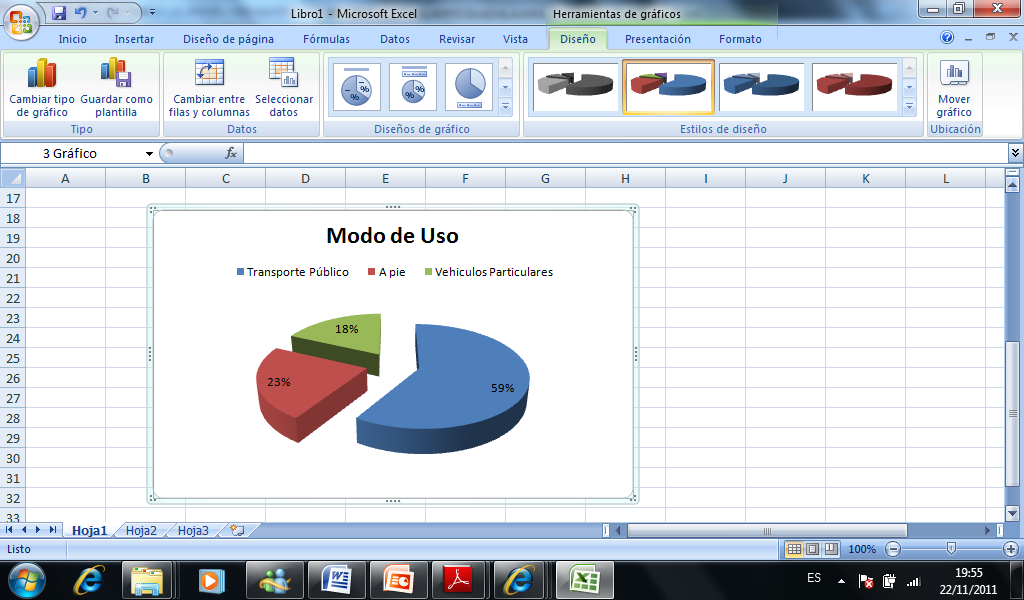 Libro1 - Microsoft Excel
Herramientas de gráficos
Inicio Insertar Diseño de página Fórmulas Datos Revisar Vista Diseño Presentación Formato
Cambiar tipo de gráfico
Guardar como plantilla
Tipo
Cambiar entre filas y columnas
Seleccionar datos
Datos
Diseños de gráfico
Estilos de diseño
Mover gráfico
Ubicación
3 Gráfico
fx
A B C D E F G H I J K L
17
18
19
20
21
22
23
24
25
26
27
28
29
30
31
32
33
Modo de Uso
Transporte Público A pie Vehiculos Particulares
18%
23%
59%
Hoja1 Hoja2 Hoja3
Listo
100%
ES
19:55
22/11/2011